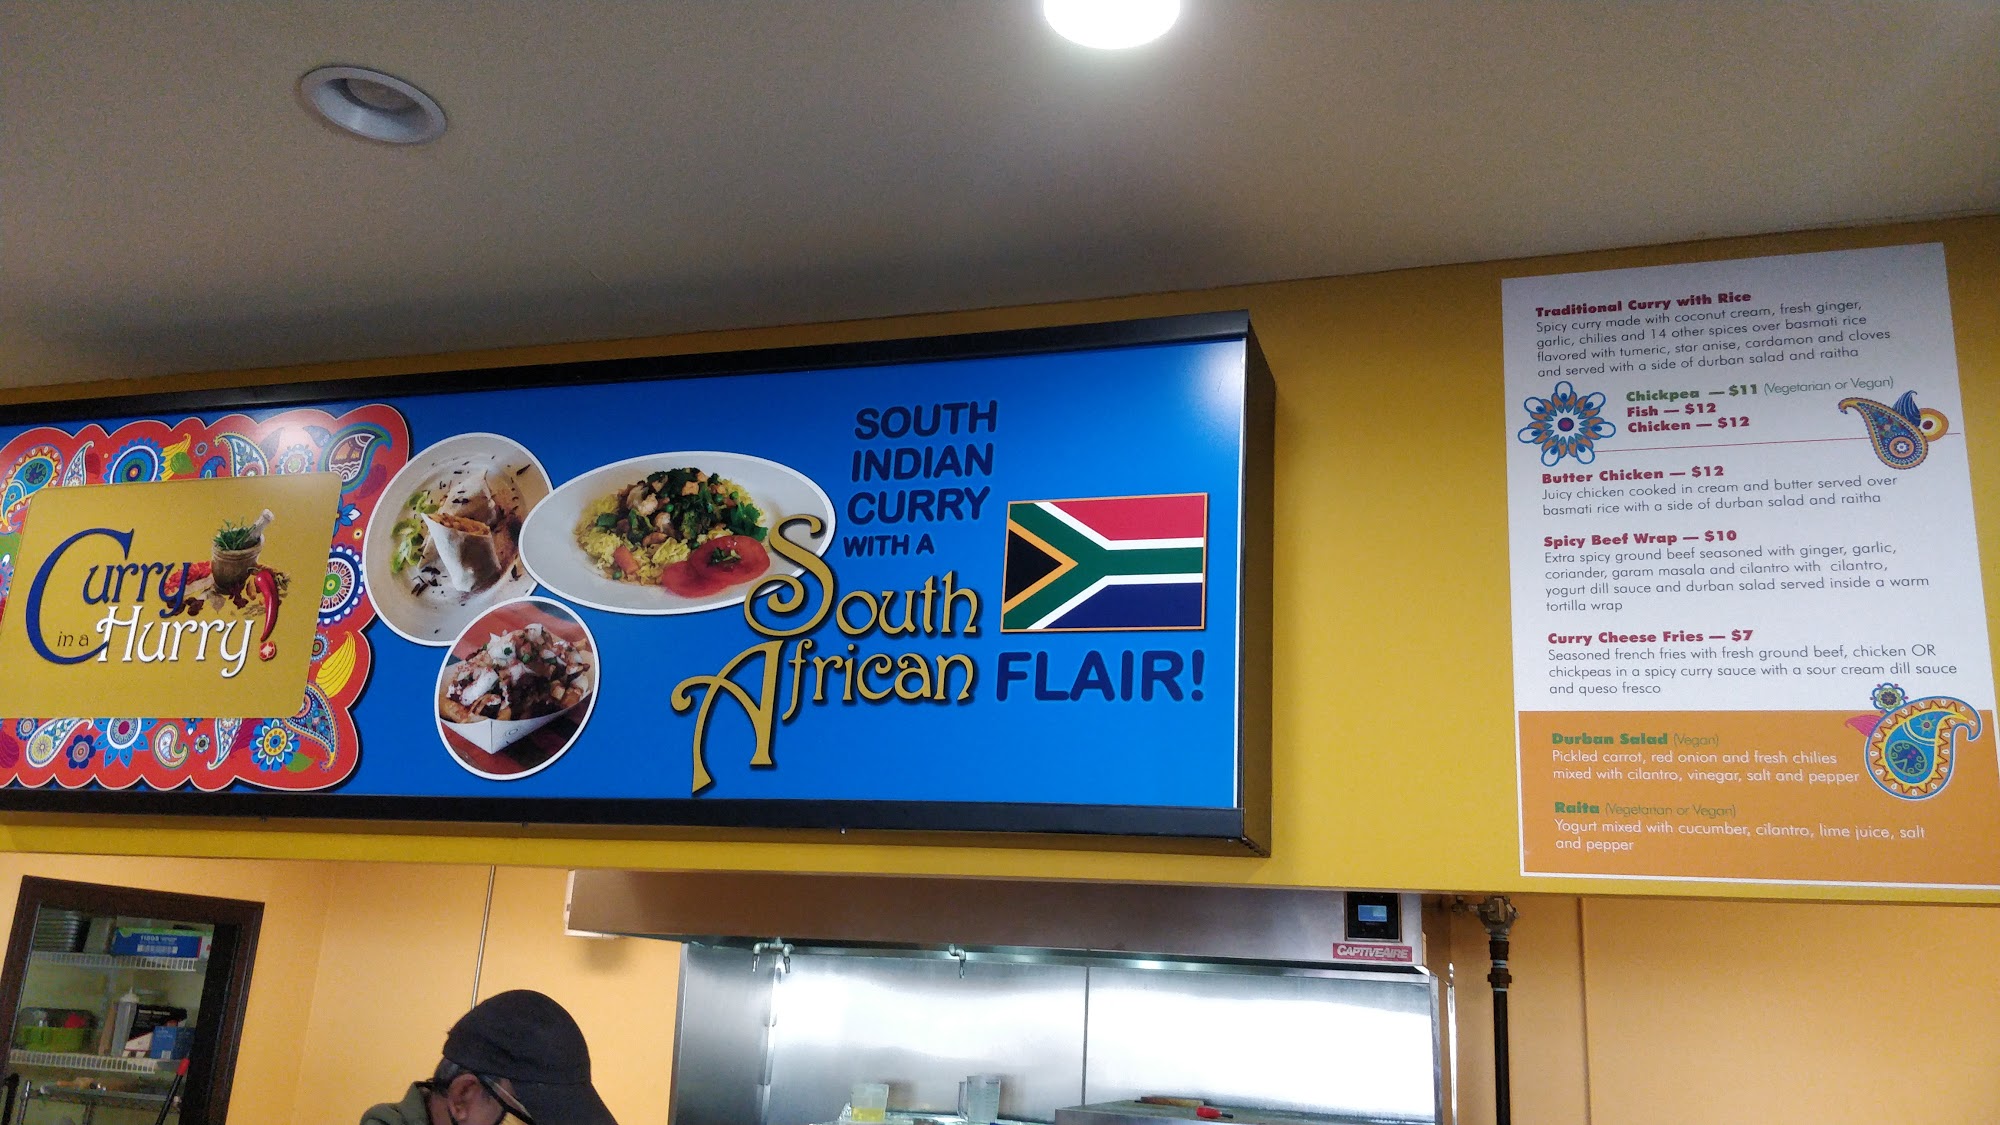 Curry
in a
Hurry!
SOUTH
INDIAN
CURRY
WITH A
South
African
FLAIR!
Traditional Curry with Rice
Spicy curry made with coconut cream, fresh ginger,
garlic, chilies and 14 other spices over basmati rice
flavored with tumeric, star anise, cardamon and cloves
and served with a side of durban salad and raitha
Chickpea — $11 (Vegetarian or Vegan)
Fish — $12
Chicken — $12
Butter Chicken — $12
Juicy chicken cooked in cream and butter served over
basmati rice with a side of durban salad and raitha
Spicy Beef Wrap — $10
Extra spicy ground beef seasoned with ginger, garlic,
coriander, garam masala and cilantro with cilantro,
yogurt dill sauce and durban salad served inside a warm
tortilla wrap
Curry Cheese Fries — $7
Seasoned french fries with fresh ground beef, chicken OR
chickpeas in a spicy curry sauce with a sour cream dill sauce
and queso fresco
Durban Salad (Vegan)
Pickled carrot, red onion and fresh chilies
mixed with cilantro, vinegar, salt and pepper
Raita (Vegetarian or Vegan)
Yogurt mixed with cucumber, cilantro, lime juice, salt
and pepper
CAPTIVEAIRE